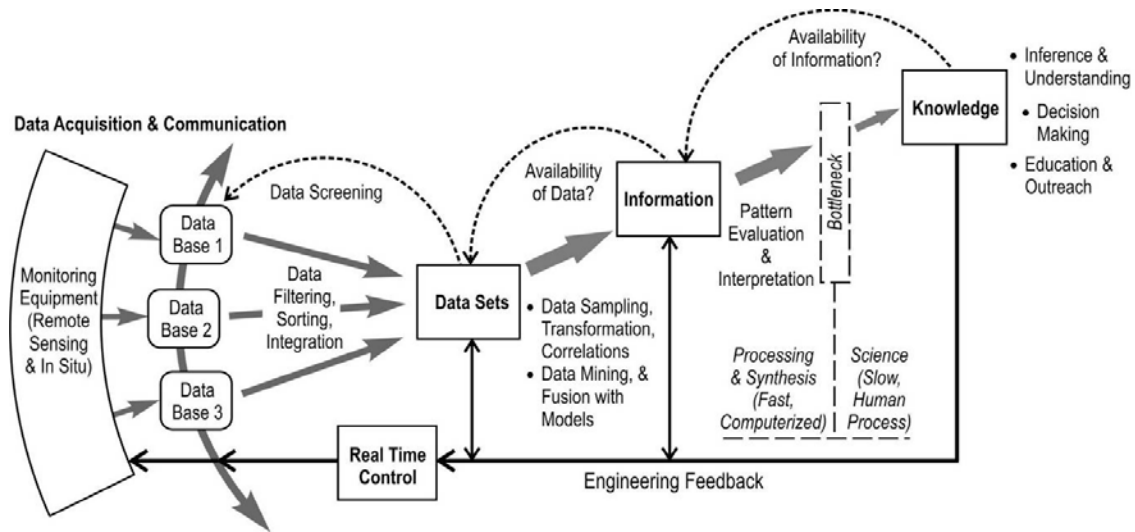 Data Acquisition & Communication
Monitoring
Equipment
(Remote
Sensing
& In Situ)
Data
Base 1
Data
Base 2
Data
Base 3
Data Screening
Data
Filtering,
Sorting,
Integration
Data Sets
Availability
of Data?
• Data Sampling,
Transformation,
Correlations
• Data Mining, &
Fusion with
Models
Information
Availability
of Information?
Pattern
Evaluation
&
Interpretation
Bottleneck
Processing
& Synthesis
(Fast,
Computerized)
Science
(Slow,
Human
Process)
Knowledge
• Inference &
Understanding
• Decision
Making
• Education &
Outreach
Real Time
Control
Engineering Feedback